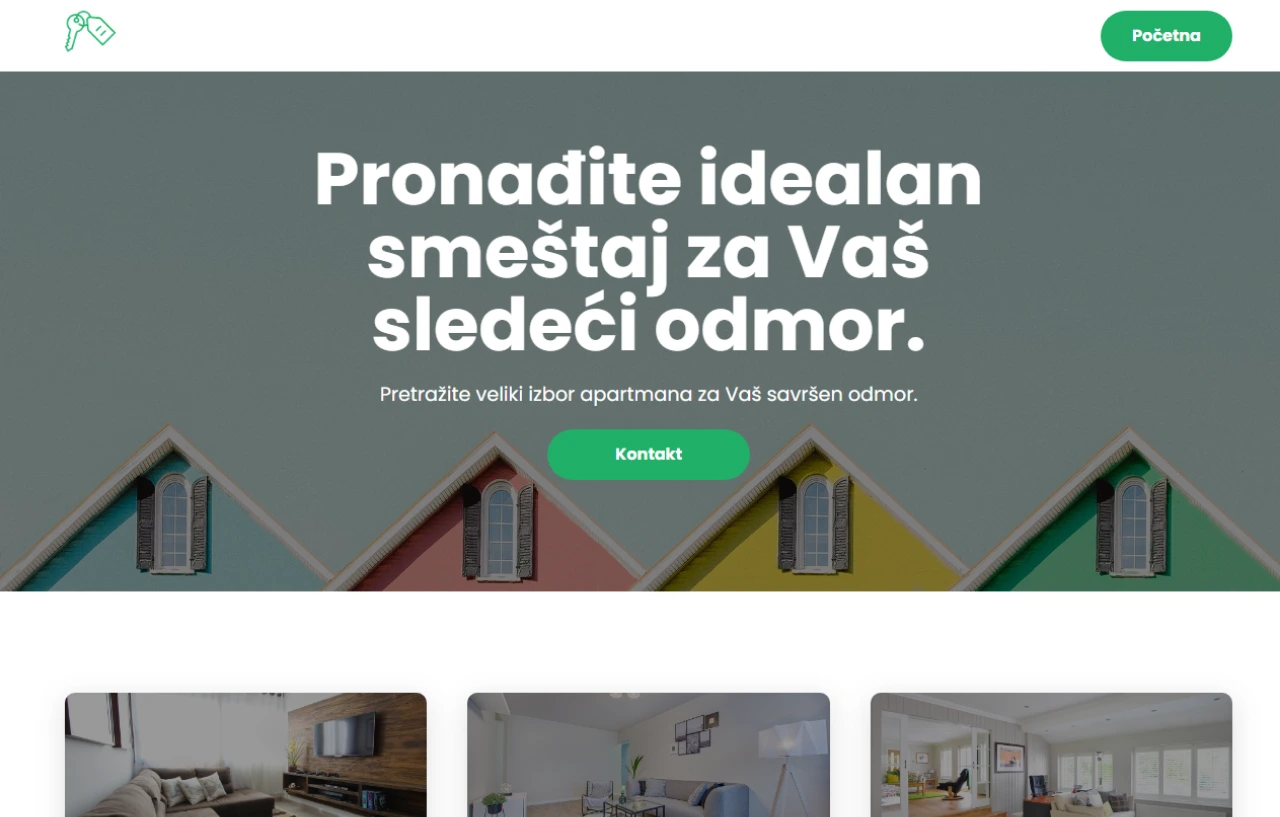 Početna
Pronađite idealan
smeštaj za Vaš
sledeći odmor.
Pretražite veliki izbor apartmana za Vaš savršen odmor.
Kontakt